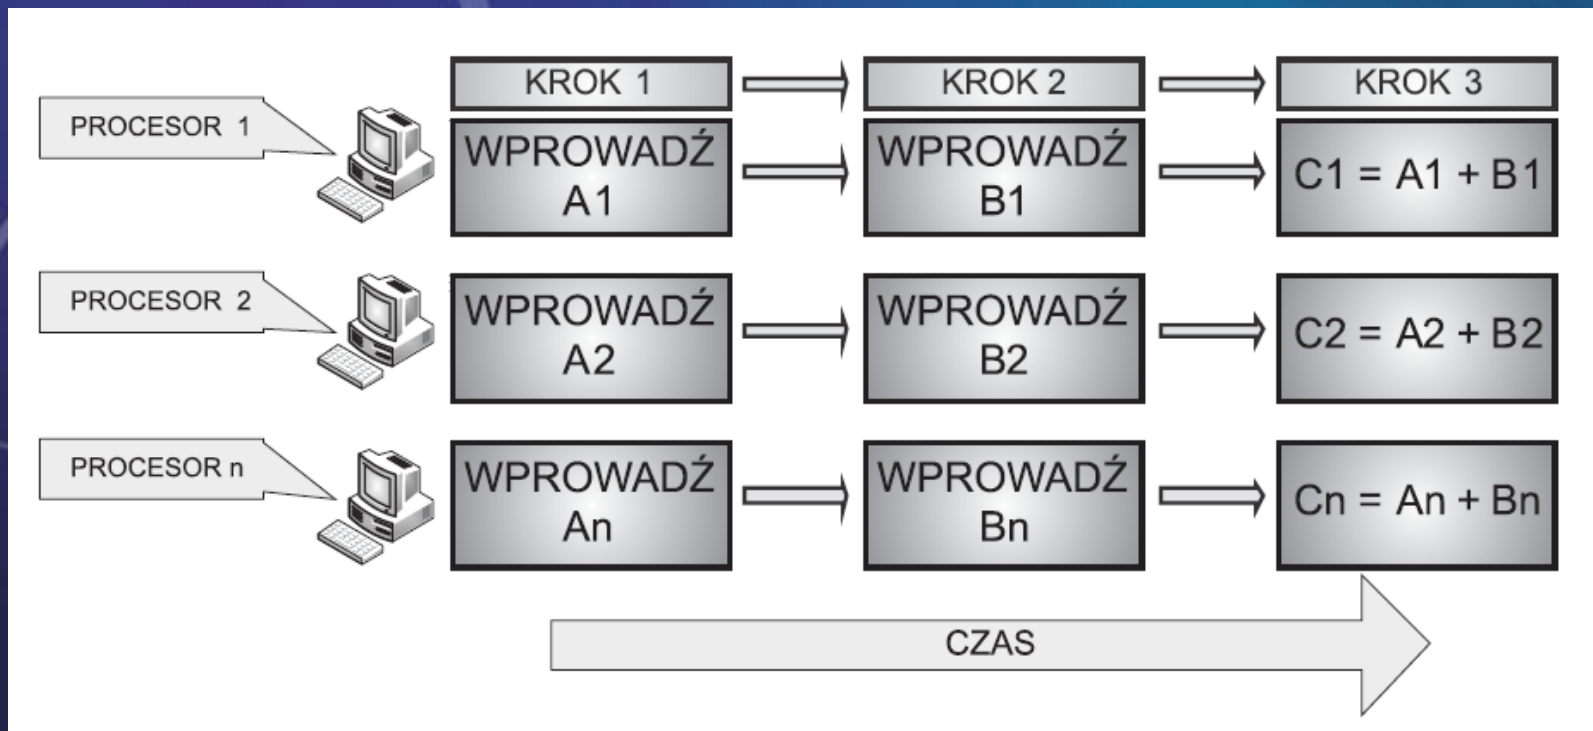 KROK 1
KROK 2
KROK 3
PROCESOR 1
WPROWADŹ
A1
WPROWADŹ
B1
C1 = A1 + B1
PROCESOR 2
WPROWADŹ
A2
WPROWADŹ
B2
C2 = A2 + B2
PROCESOR n
WPROWADŹ
An
WPROWADŹ
Bn
Cn = An + Bn
CZAS